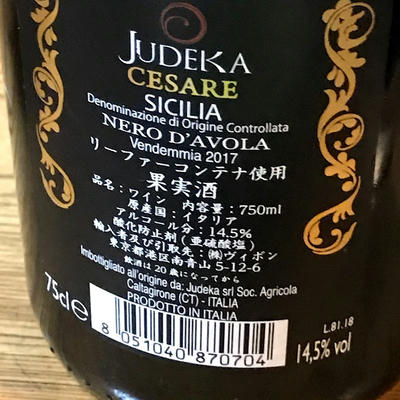 JUDEKA
CESARE
SICILIA
Denominazione di Origine Controllata
NERO D'AVOLA
Vendemmia 2017
リーファーコンテナ使用
果実酒
品名：ワイン 内容量：750ml
原産国：イタリア
アルコール分：14.5%
酸化防止剤（亜硫酸塩）
輸入者及び引取先：㈱ヴィボン
東京都港区南青山 5-12-6
飲酒は20歳になってから
Imbottigliato all'origine da: Judeka srl Soc. Agricola
Caltagirone (CT) - ITALIA
PRODOTTO IN ITALIA
75cl e
8 051040 870704
L.81.18
14,5% vol